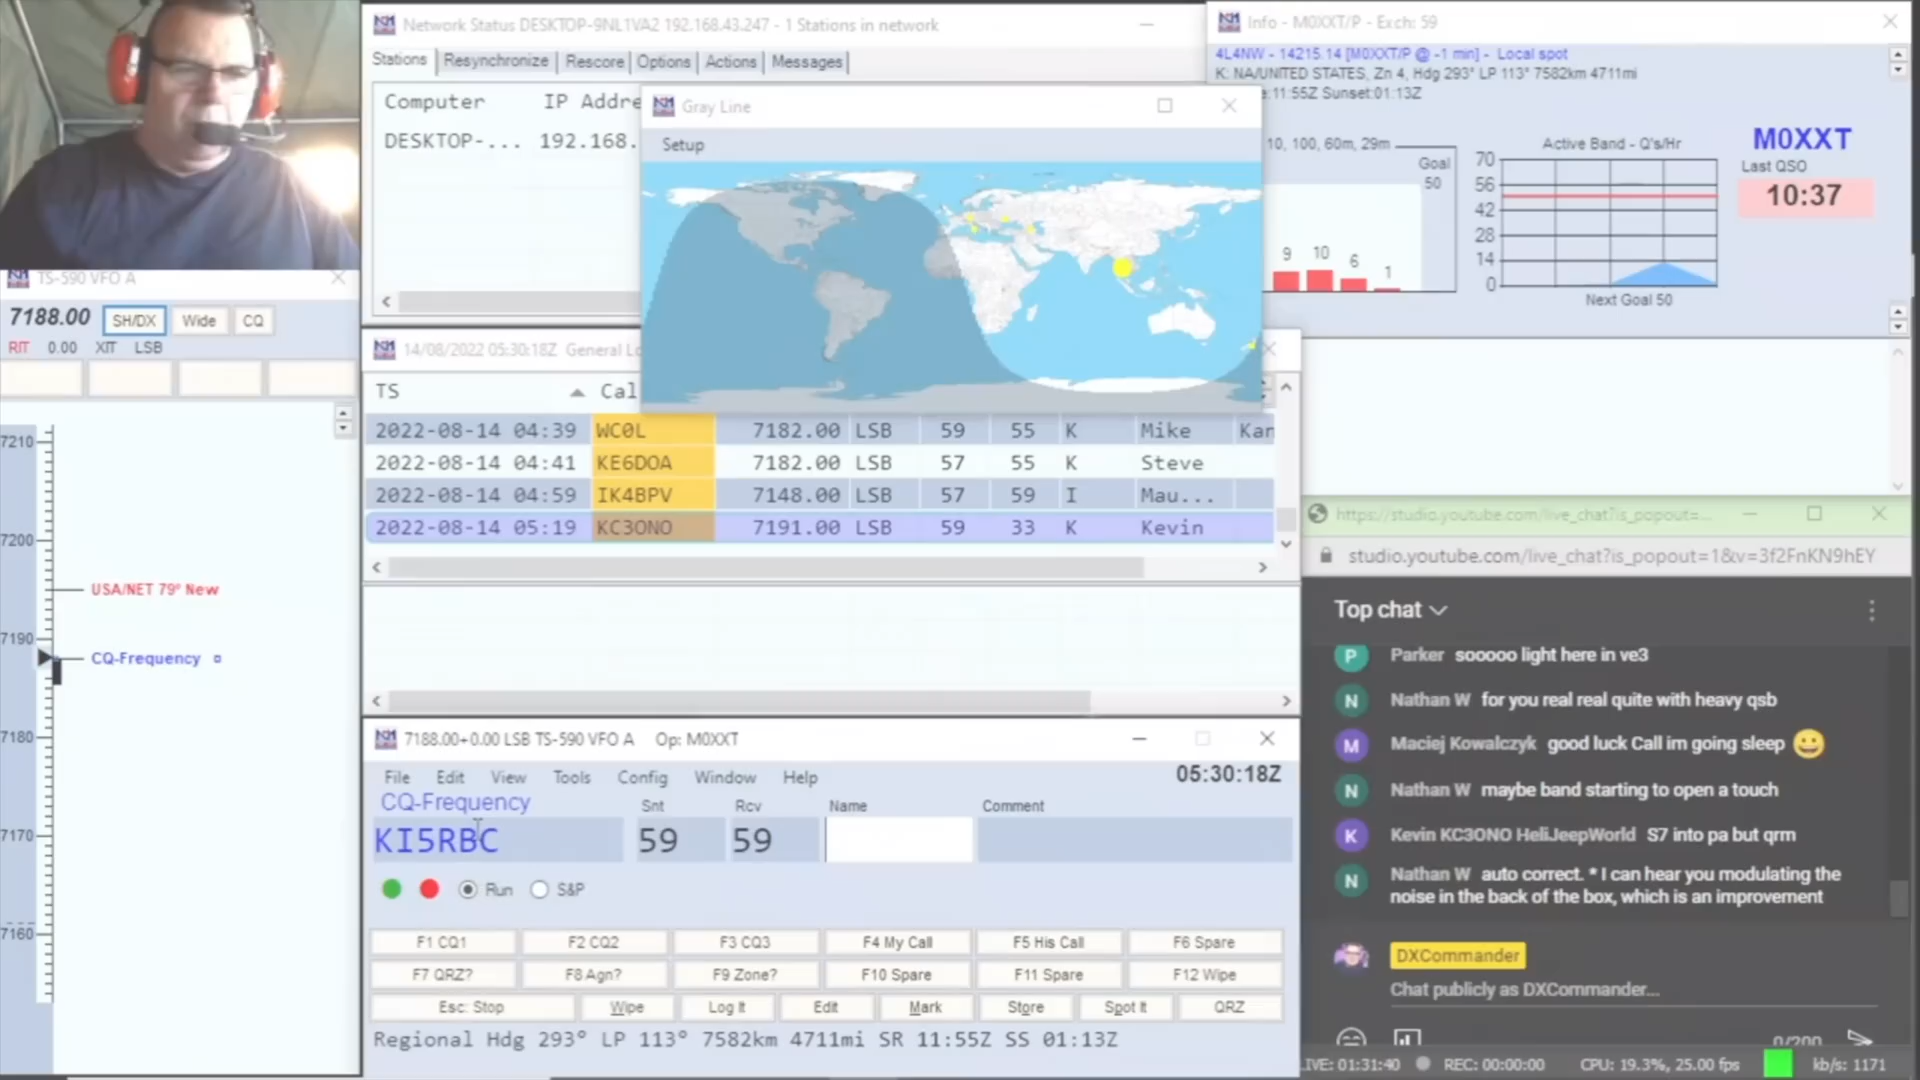 Network Status DESKTOP-9NL1VA2 192.168.43.247 - 1 Stations in network
Stations Resynchronize Rescore Options Actions Messages
Computer IP Addre
DESKTOP-... 192.168.
Gray Line
Setup
Info - M0XXT/P - Exch: 59
4L4NW - 14215.14 [M0XXT/P @ -1 min] - Local spot
K: NA/UNITED STATES, Zn 4, Hdg 293° LP 113° 7582km 4711mi
:11:55Z Sunset:01:13Z
10, 100, 60m, 29m
Goal
50
9 10 6 1
Active Band - Q's/Hr
70
56
42
28
14
0
Next Goal 50
M0XXT
Last QSO
10:37
TS-590 VFO A
7188.00 SH/DX Wide CQ
RIT 0.00 XIT LSB
7210
7200
USA/NET 79° New
7190
CQ-Frequency
7180
7170
7160
14/08/2022 05:30:18Z General Lo
TS Cal
2022-08-14 04:39 WC0L 7182.00 LSB 59 55 K Mike Kan
2022-08-14 04:41 KE6DOA 7182.00 LSB 57 55 K Steve
2022-08-14 04:59 IK4BPV 7148.00 LSB 57 59 I Mau...
2022-08-14 05:19 KC3ONO 7191.00 LSB 59 33 K Kevin
7188.00+0.00 LSB TS-590 VFO A Op: M0XXT
File Edit View Tools Config Window Help 05:30:18Z
CQ-Frequency Snt Rcv Name Comment
KI5RBC 59 59
Run S&P
F1 CQ1 F2 CQ2 F3 CQ3 F4 My Call F5 His Call F6 Spare
F7 QRZ? F8 Agn? F9 Zone? F10 Spare F11 Spare F12 Wipe
Esc: Stop Wipe Log It Edit Mark Store Spot It QRZ
Regional Hdg 293° LP 113° 7582km 4711mi SR 11:55Z SS 01:13Z
https://studio.youtube.com/live_chat?is_popout=...
studio.youtube.com/live_chat?is_popout=1&v=3f2FnKN9hEY
Top chat
P Parker sooooo light here in ve3
N Nathan W for you real real quite with heavy qsb
M Maciej Kowalczyk good luck Call im going sleep 😀
N Nathan W maybe band starting to open a touch
K Kevin KC3ONO HeliJeepWorld S7 into pa but qrm
N Nathan W auto correct. * I can hear you modulating the
noise in the back of the box, which is an improvement
DXCommander
Chat publicly as DXCommander...
0/200
LIVE: 01:31:40 REC: 00:00:00 CPU: 19.3%, 25.00 fps kb/s: 1171